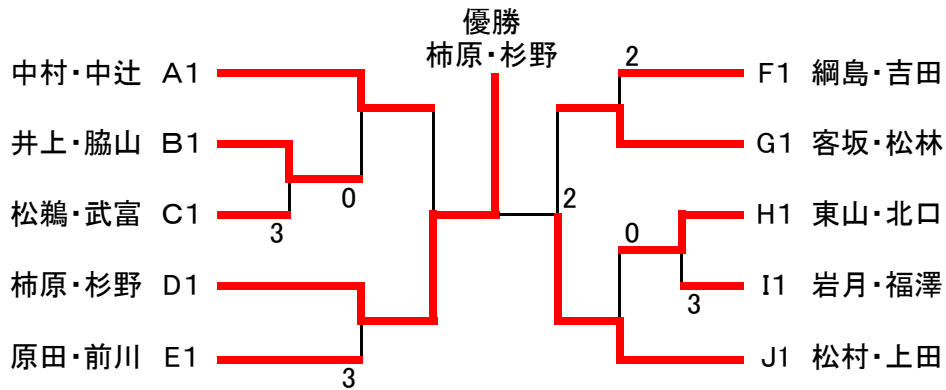 優勝
柿原・杉野
中村・中辻 A1
井上・脇山 B1
松鵜・武富 C1
柿原・杉野 D1
原田・前川 E1
0
3
3
2
2
0
3
F1 綱島・吉田
G1 客坂・松林
H1 東山・北口
I1 岩月・福澤
J1 松村・上田